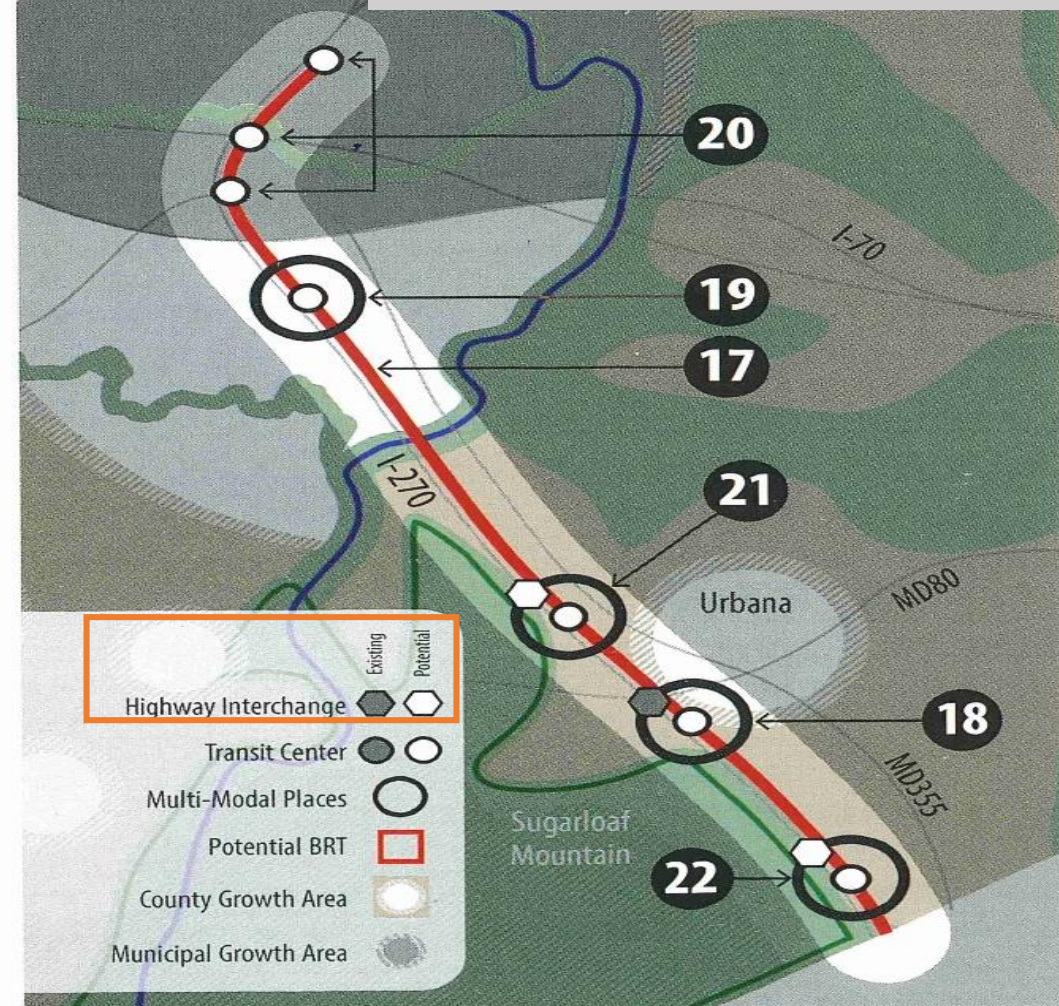 20
I-70
19
17
I-270
21
Urbana
MD80
Existing
Potential
Highway Interchange
18
Transit Center
MD355
Multi-Modal Places
Sugarloaf
Mountain
Potential BRT
22
County Growth Area
Municipal Growth Area